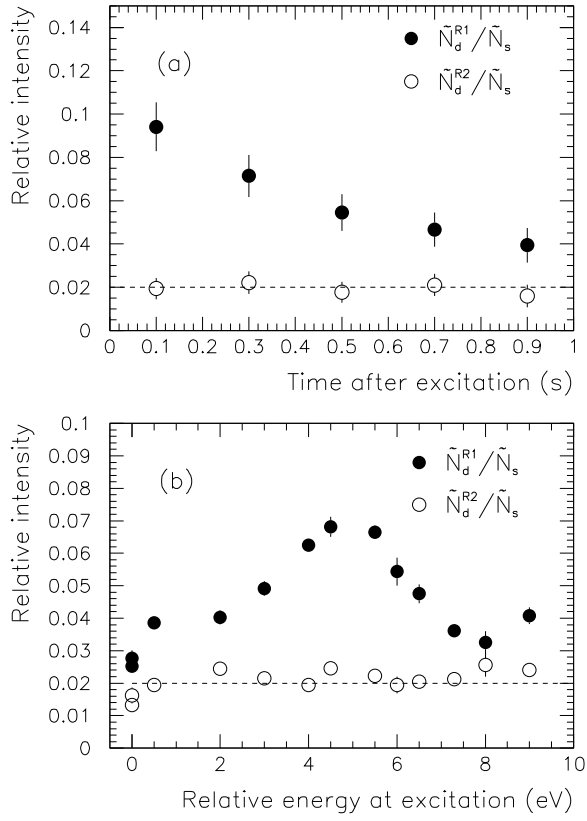 Relative intensity
0.14
0.12
0.1
0.08
0.06
0.04
0.02
0
(a)
Ñ_d^R1/Ñ_s
Ñ_d^R2/Ñ_s
0 0.1 0.2 0.3 0.4 0.5 0.6 0.7 0.8 0.9 1
Time after excitation (s)
Relative intensity
0.1
0.09
0.08
0.07
0.06
0.05
0.04
0.03
0.02
0.01
0
(b)
Ñ_d^R1/Ñ_s
Ñ_d^R2/Ñ_s
0 2 4 6 8 10
Relative energy at excitation (eV)